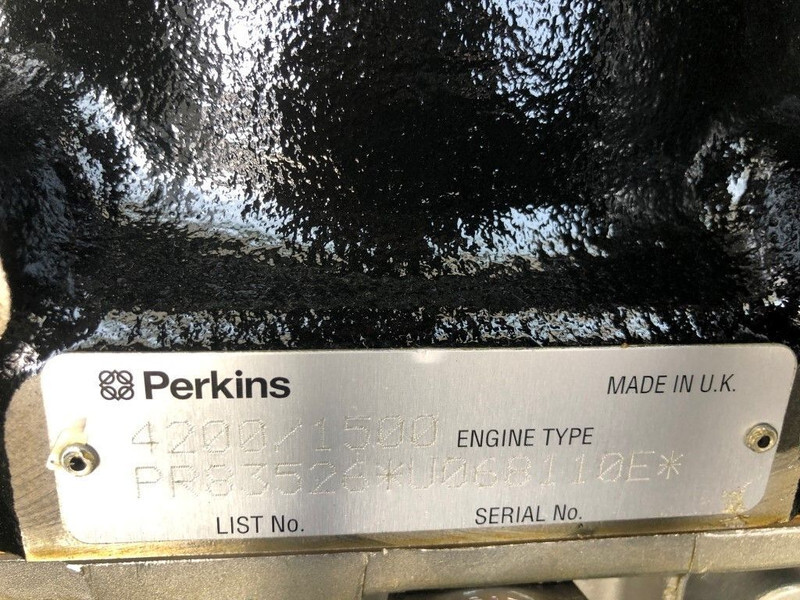 Perkins MADE IN U.K.
4200/1500 ENGINE TYPE
PR83526*U068110E*
LIST No. SERIAL No.